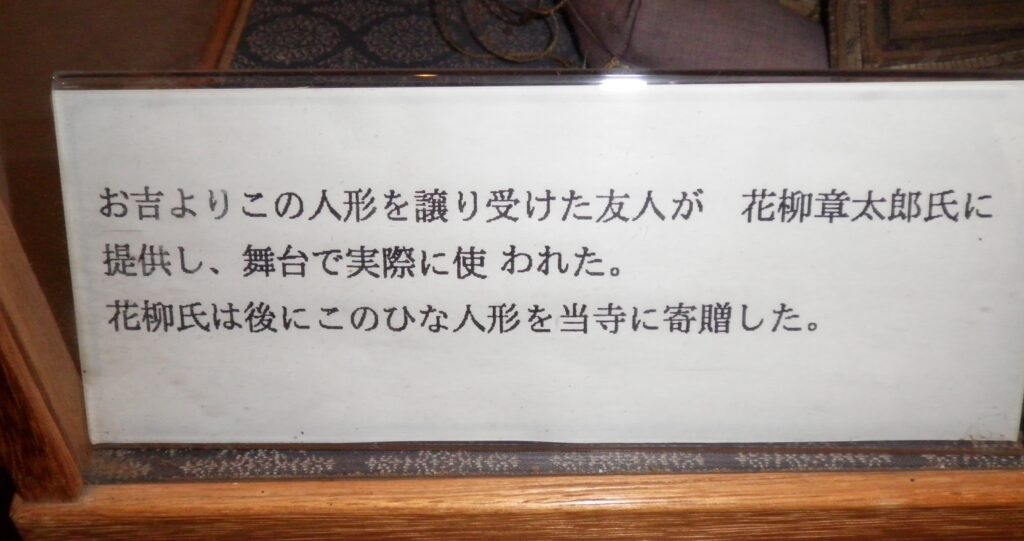 お吉よりこの人形を譲り受けた友人が　花柳章太郎氏に
提供し、舞台で実際に使 われた。
花柳氏は後にこのひな人形を当寺に寄贈した。